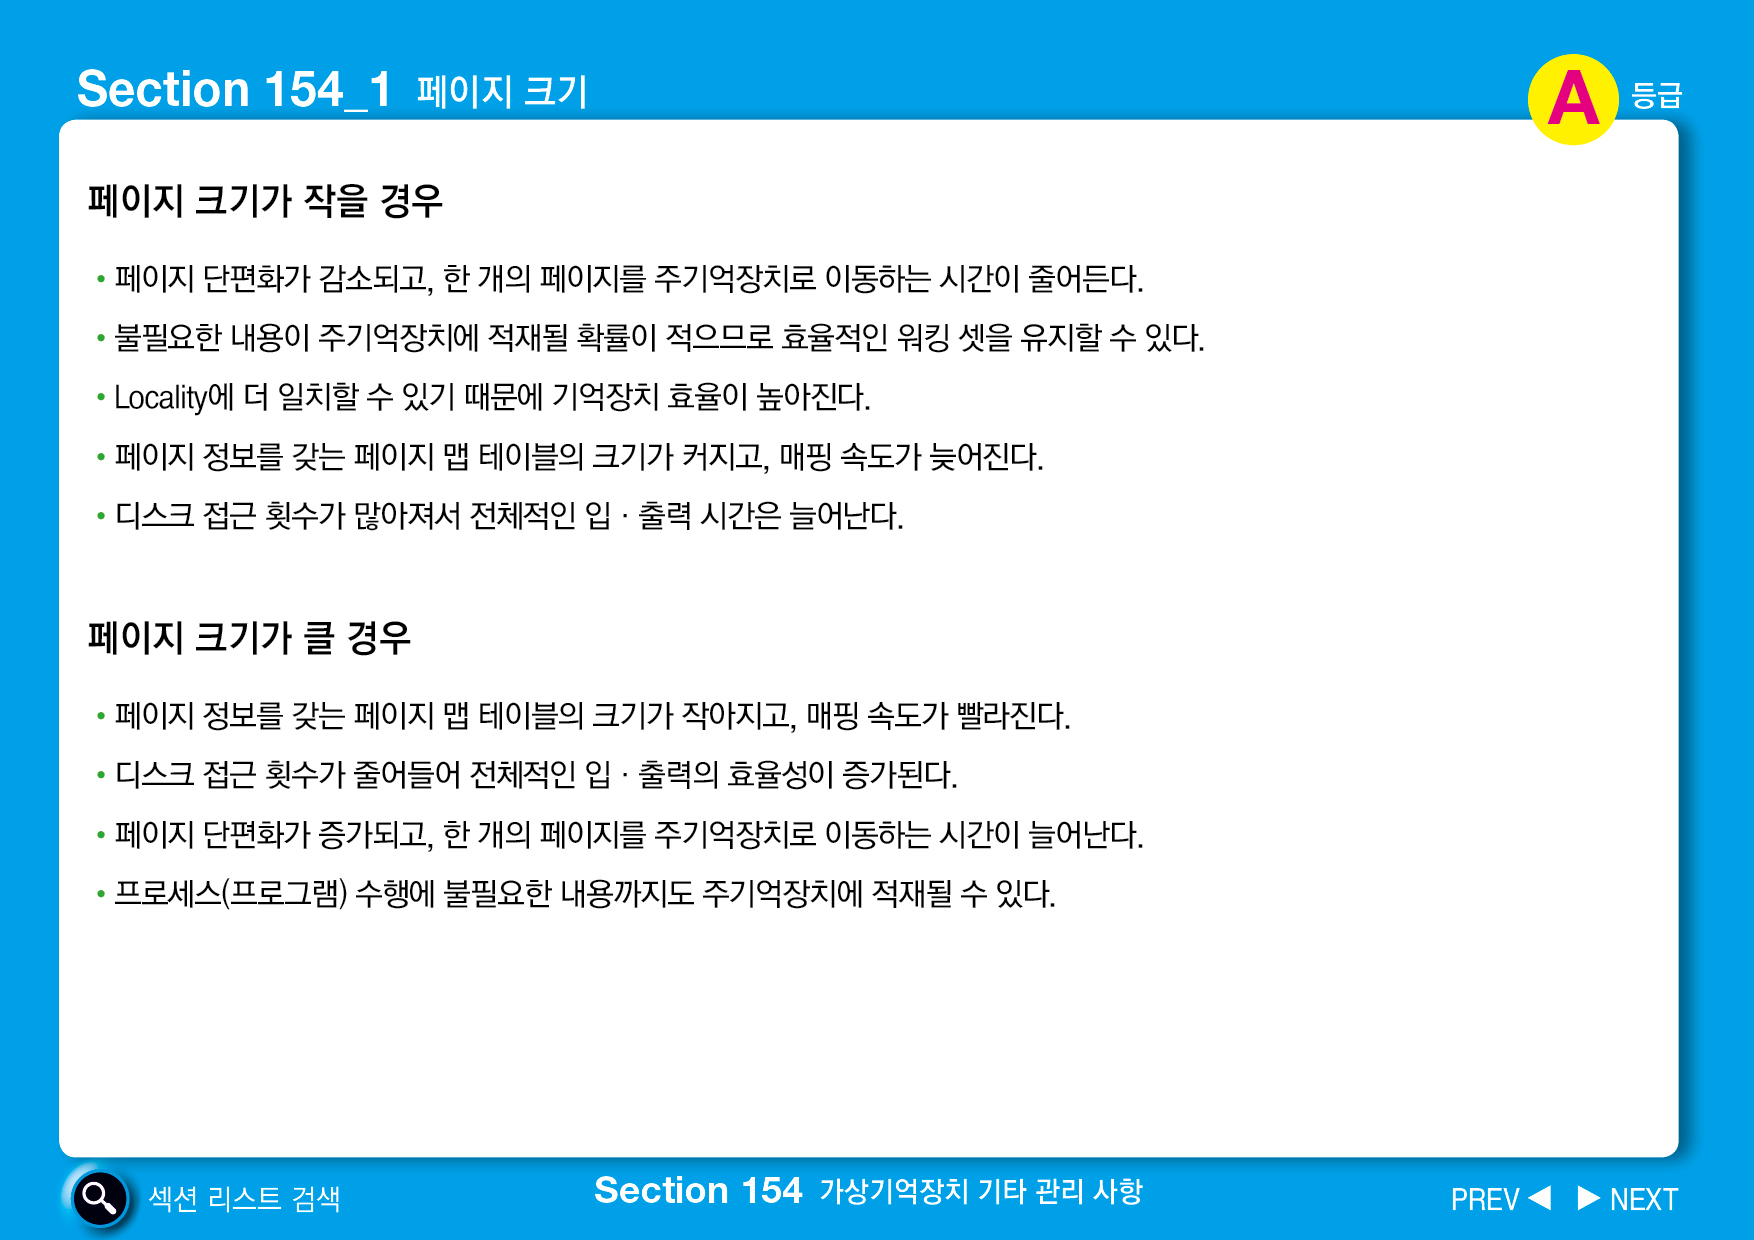 Section 154_1 페이지 크기
A 등급
페이지 크기가 작을 경우
• 페이지 단편화가 감소되고, 한 개의 페이지를 주기억장치로 이동하는 시간이 줄어든다.
• 불필요한 내용이 주기억장치에 적재될 확률이 적으므로 효율적인 워킹 셋을 유지할 수 있다.
• Locality에 더 일치할 수 있기 때문에 기억장치 효율이 높아진다.
• 페이지 정보를 갖는 페이지 맵 테이블의 크기가 커지고, 매핑 속도가 늦어진다.
• 디스크 접근 횟수가 많아져서 전체적인 입 · 출력 시간은 늘어난다.
페이지 크기가 클 경우
• 페이지 정보를 갖는 페이지 맵 테이블의 크기가 작아지고, 매핑 속도가 빨라진다.
• 디스크 접근 횟수가 줄어들어 전체적인 입 · 출력의 효율성이 증가된다.
• 페이지 단편화가 증가되고, 한 개의 페이지를 주기억장치로 이동하는 시간이 늘어난다.
• 프로세스(프로그램) 수행에 불필요한 내용까지도 주기억장치에 적재될 수 있다.
섹션 리스트 검색
Section 154 가상기억장치 기타 관리 사항
PREV ◀ ▶ NEXT